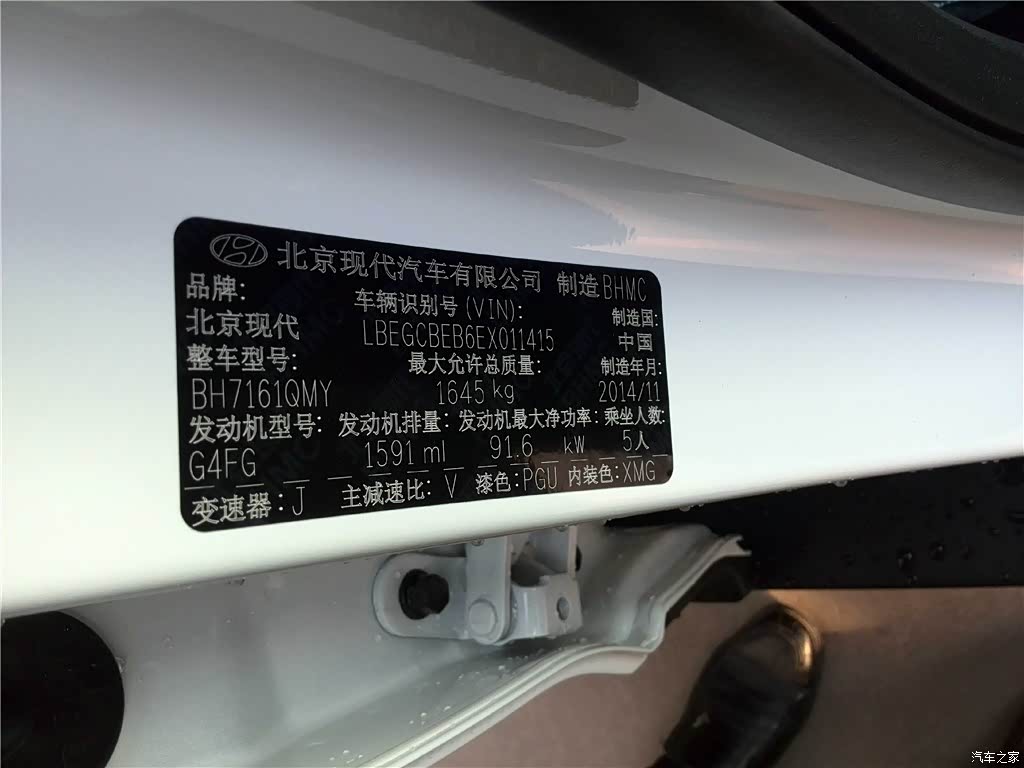 北京现代汽车有限公司 制造BHMC
品牌: 车辆识别号(VIN): 制造国:
北京现代 LBEGCBEB6EX011415 中国
整车型号: 最大允许总质量: 制造年月:
BH7161QMY 1645 kg 2014/11
发动机型号: 发动机排量: 发动机最大净功率: 乘坐人数:
G4FG 1591 ml 91.6 kW 5人
变速器: J 主减速比: V 漆色: PGU 内装色: XMG
汽车之家